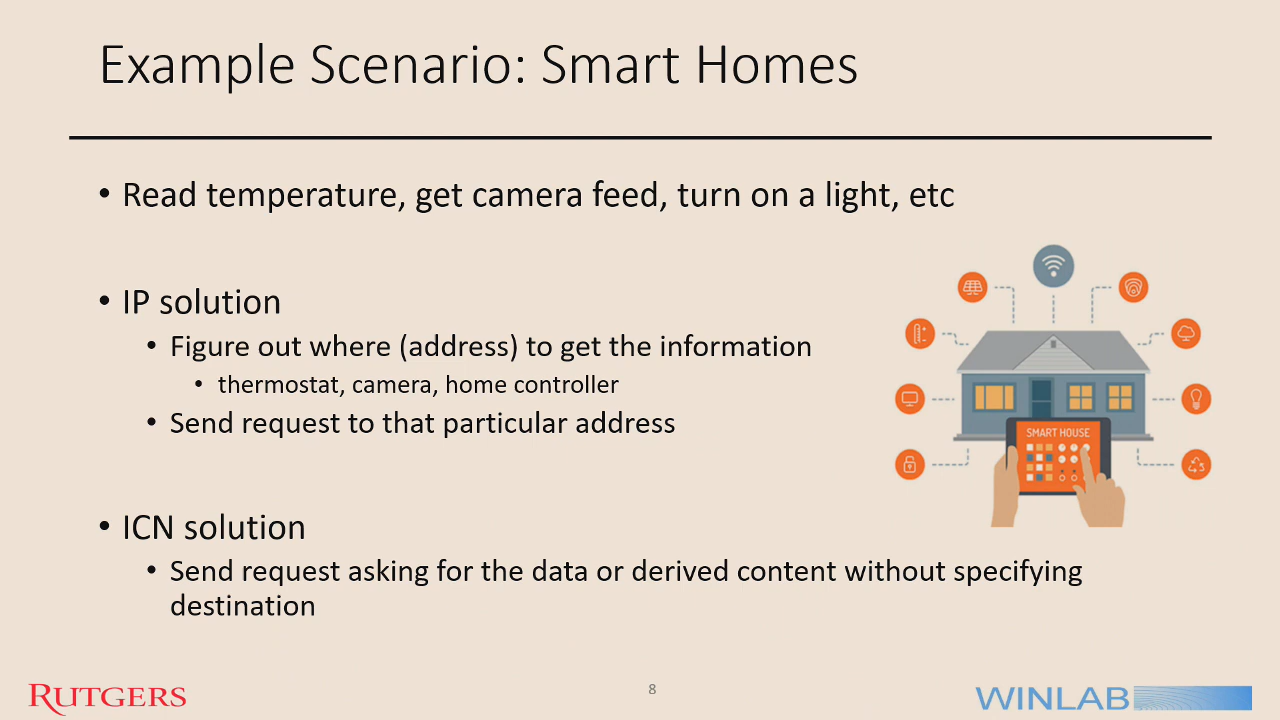 Example Scenario: Smart Homes
• Read temperature, get camera feed, turn on a light, etc
• IP solution
• Figure out where (address) to get the information
• thermostat, camera, home controller
• Send request to that particular address
SMART HOUSE
• ICN solution
• Send request asking for the data or derived content without specifying
destination
RUTGERS
8
WINLAB